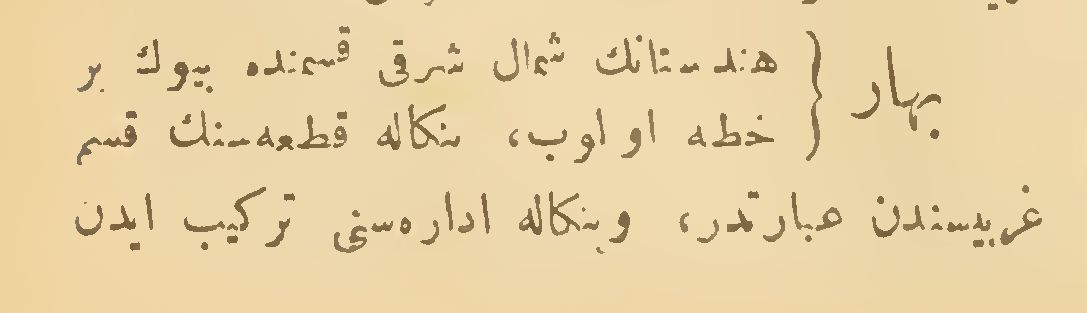 بهار { هندستانك شمال شرقی قسمنده بیوك بر
خطه اولوب، بنكاله قطعه‌سنك قسم
غربیسندن عبارتدر، وبنكاله اداره‌سنی تركیب ایدن